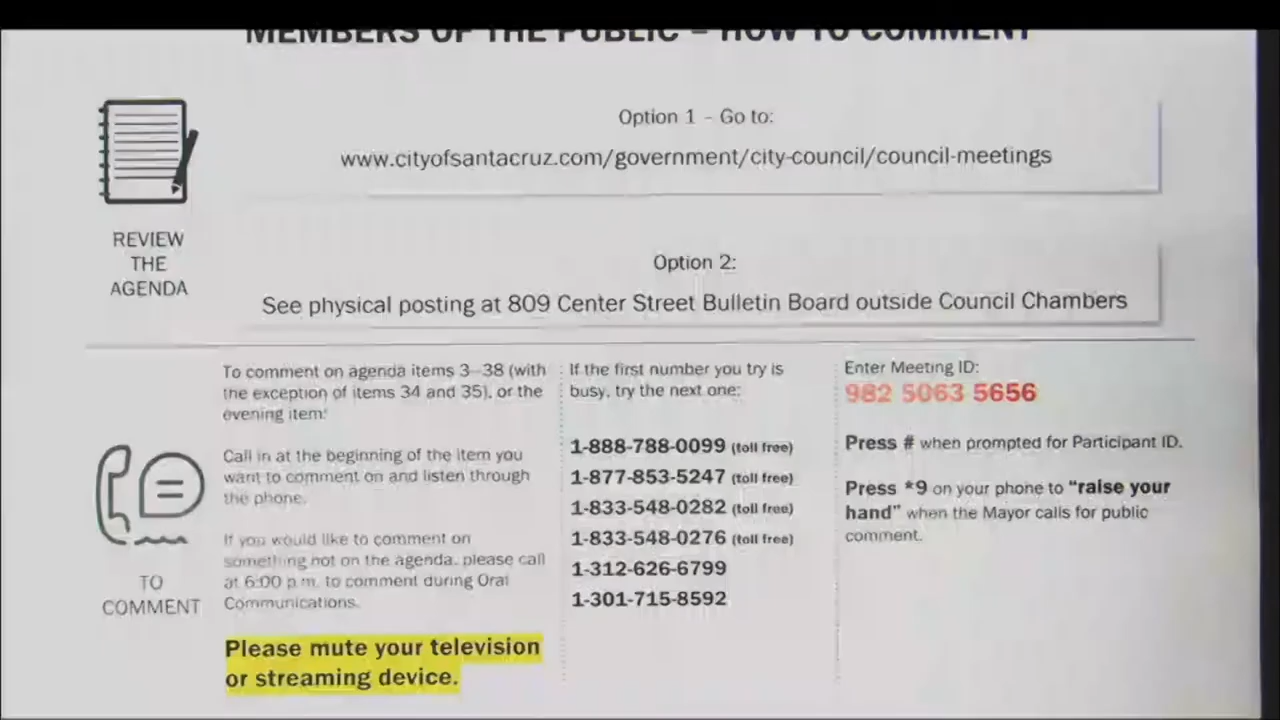 MEMBERS OF THE PUBLIC – HOW TO COMMENT
Option 1 – Go to:
www.cityofsantacruz.com/government/city-council/council-meetings
REVIEW
THE
AGENDA
Option 2:
See physical posting at 809 Center Street Bulletin Board outside Council Chambers
To comment on agenda items 3–38 (with
the exception of items 34 and 35), or the
evening item:
Call in at the beginning of the item you
want to comment on and listen through
the phone.
If you would like to comment on
something not on the agenda, please call
at 6:00 p.m. to comment during Oral
Communications.
Please mute your television
or streaming device.
TO
COMMENT
If the first number you try is
busy, try the next one:
1-888-788-0099 (toll free)
1-877-853-5247 (toll free)
1-833-548-0282 (toll free)
1-833-548-0276 (toll free)
1-312-626-6799
1-301-715-8592
Enter Meeting ID:
982 5063 5656
Press # when prompted for Participant ID.
Press *9 on your phone to “raise your
hand” when the Mayor calls for public
comment.